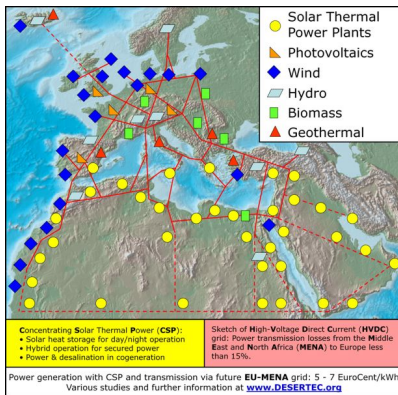 Solar Thermal
Power Plants
Photovoltaics
Wind
Hydro
Biomass
Geothermal
Concentrating Solar Thermal Power (CSP):
• Solar heat storage for day/night operation
• Hybrid operation for secured power
• Power & desalination in cogeneration
Sketch of High-Voltage Direct Current (HVDC)
grid: Power transmission losses from the Middle
East and North Africa (MENA) to Europe less
than 15%.
Power generation with CSP and transmission via future EU-MENA grid: 5 - 7 EuroCent/kWh
Various studies and further information at www.DESERTEC.org